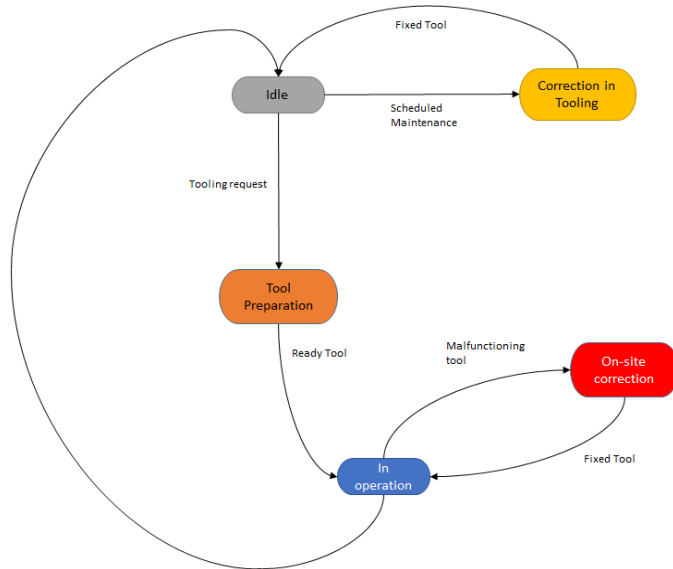 Fixed Tool
Idle
Correction in
Tooling
Scheduled
Maintenance
Tooling request
Tool
Preparation
Ready Tool
Malfunctioning
tool
On-site
correction
Fixed Tool
In
operation